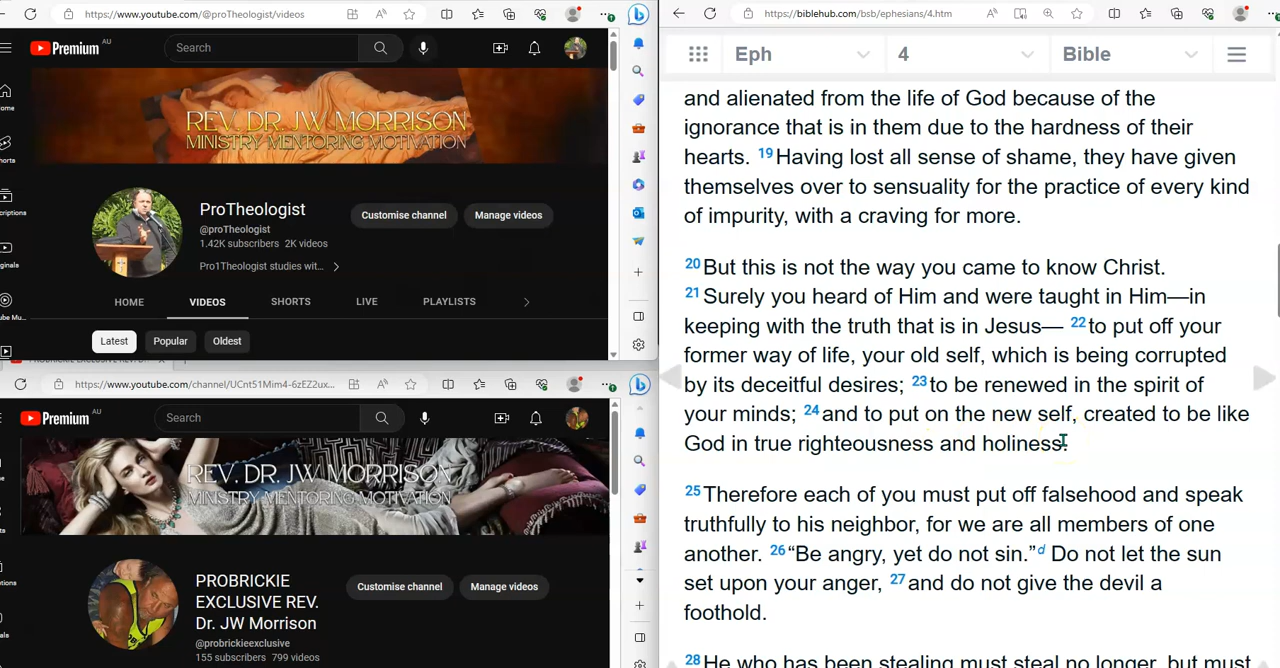 https://www.youtube.com/@proTheologist/videos
Premium AU
Search
REV. DR. JW MORRISON
MINISTRY MENTORING MOTIVATION
ProTheologist
@proTheologist
1.42K subscribers 2K videos
Pro1Theologist studies wit...
Customise channel
Manage videos
HOME VIDEOS SHORTS LIVE PLAYLISTS
Latest Popular Oldest
https://www.youtube.com/channel/UCnt51Mim4-6zEZ2ux...
Premium AU
Search
REV. DR. JW MORRISON
MINISTRY MENTORING MOTIVATION
PROBRICKIE
EXCLUSIVE REV.
Dr. JW Morrison
@probrickieexclusive
155 subscribers 799 videos
Customise channel
Manage videos
https://biblehub.com/bsb/ephesians/4.htm
Eph 4 Bible
and alienated from the life of God because of the
ignorance that is in them due to the hardness of their
hearts. 19 Having lost all sense of shame, they have given
themselves over to sensuality for the practice of every kind
of impurity, with a craving for more.
20 But this is not the way you came to know Christ.
21 Surely you heard of Him and were taught in Him—in
keeping with the truth that is in Jesus— 22 to put off your
former way of life, your old self, which is being corrupted
by its deceitful desires; 23 to be renewed in the spirit of
your minds; 24 and to put on the new self, created to be like
God in true righteousness and holiness.
25 Therefore each of you must put off falsehood and speak
truthfully to his neighbor, for we are all members of one
another. 26 “Be angry, yet do not sin.” d Do not let the sun
set upon your anger, 27 and do not give the devil a
foothold.
28 He who has been stealing must steal no longer, but must